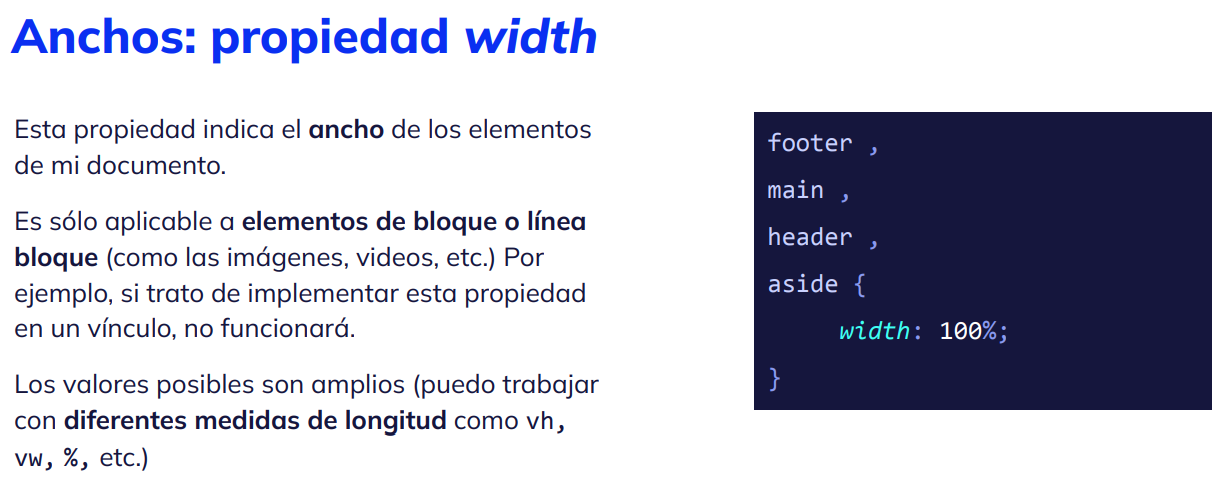 Anchos: propiedad width
Esta propiedad indica el ancho de los elementos
de mi documento.
Es sólo aplicable a elementos de bloque o línea
bloque (como las imágenes, videos, etc.) Por
ejemplo, si trato de implementar esta propiedad
en un vínculo, no funcionará.
Los valores posibles son amplios (puedo trabajar
con diferentes medidas de longitud como vh,
vw, %, etc.)
footer ,
main ,
header ,
aside {
width: 100%;
}